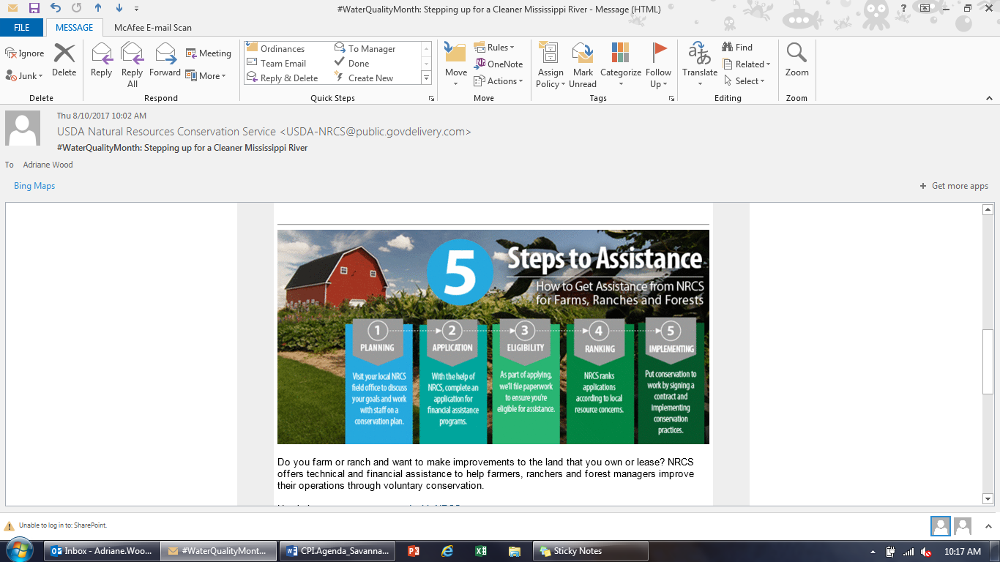 #WaterQualityMonth: Stepping up for a Cleaner Mississippi River - Message (HTML)
FILE
MESSAGE
McAfee E-mail Scan
Ignore
Junk
Delete
Delete
Reply
Reply All
Forward
Meeting
More
Respond
Ordinances
To Manager
Team Email
Done
Reply & Delete
Create New
Quick Steps
Move
Rules
OneNote
Actions
Move
Assign Policy
Mark Unread
Categorize
Follow Up
Tags
Translate
Find
Related
Select
Editing
Zoom
Zoom
Thu 8/10/2017 10:02 AM
USDA Natural Resources Conservation Service <USDA-NRCS@public.govdelivery.com>
#WaterQualityMonth: Stepping up for a Cleaner Mississippi River
To Adriane Wood
Bing Maps
+ Get more apps
5
Steps to Assistance
How to Get Assistance from NRCS
for Farms, Ranches and Forests
1
PLANNING
Visit your local NRCS
field office to discuss
your goals and work
with staff on a
conservation plan.
2
APPLICATION
With the help of
NRCS, complete an
application for
financial assistance
programs.
3
ELIGIBILITY
As part of applying,
we'll file paperwork
to ensure you're
eligible for assistance.
4
RANKING
NRCS ranks
applications
according to local
resource concerns.
5
IMPLEMENTING
Put conservation to
work by signing a
contract and
implementing
conservation
practices.
Do you farm or ranch and want to make improvements to the land that you own or lease? NRCS
offers technical and financial assistance to help farmers, ranchers and forest managers improve
their operations through voluntary conservation.
Unable to log in to: SharePoint.
Inbox - Adriane.Woo...
#WaterQualityMont...
CPI.Agenda_Savanna...
Sticky Notes
10:17 AM